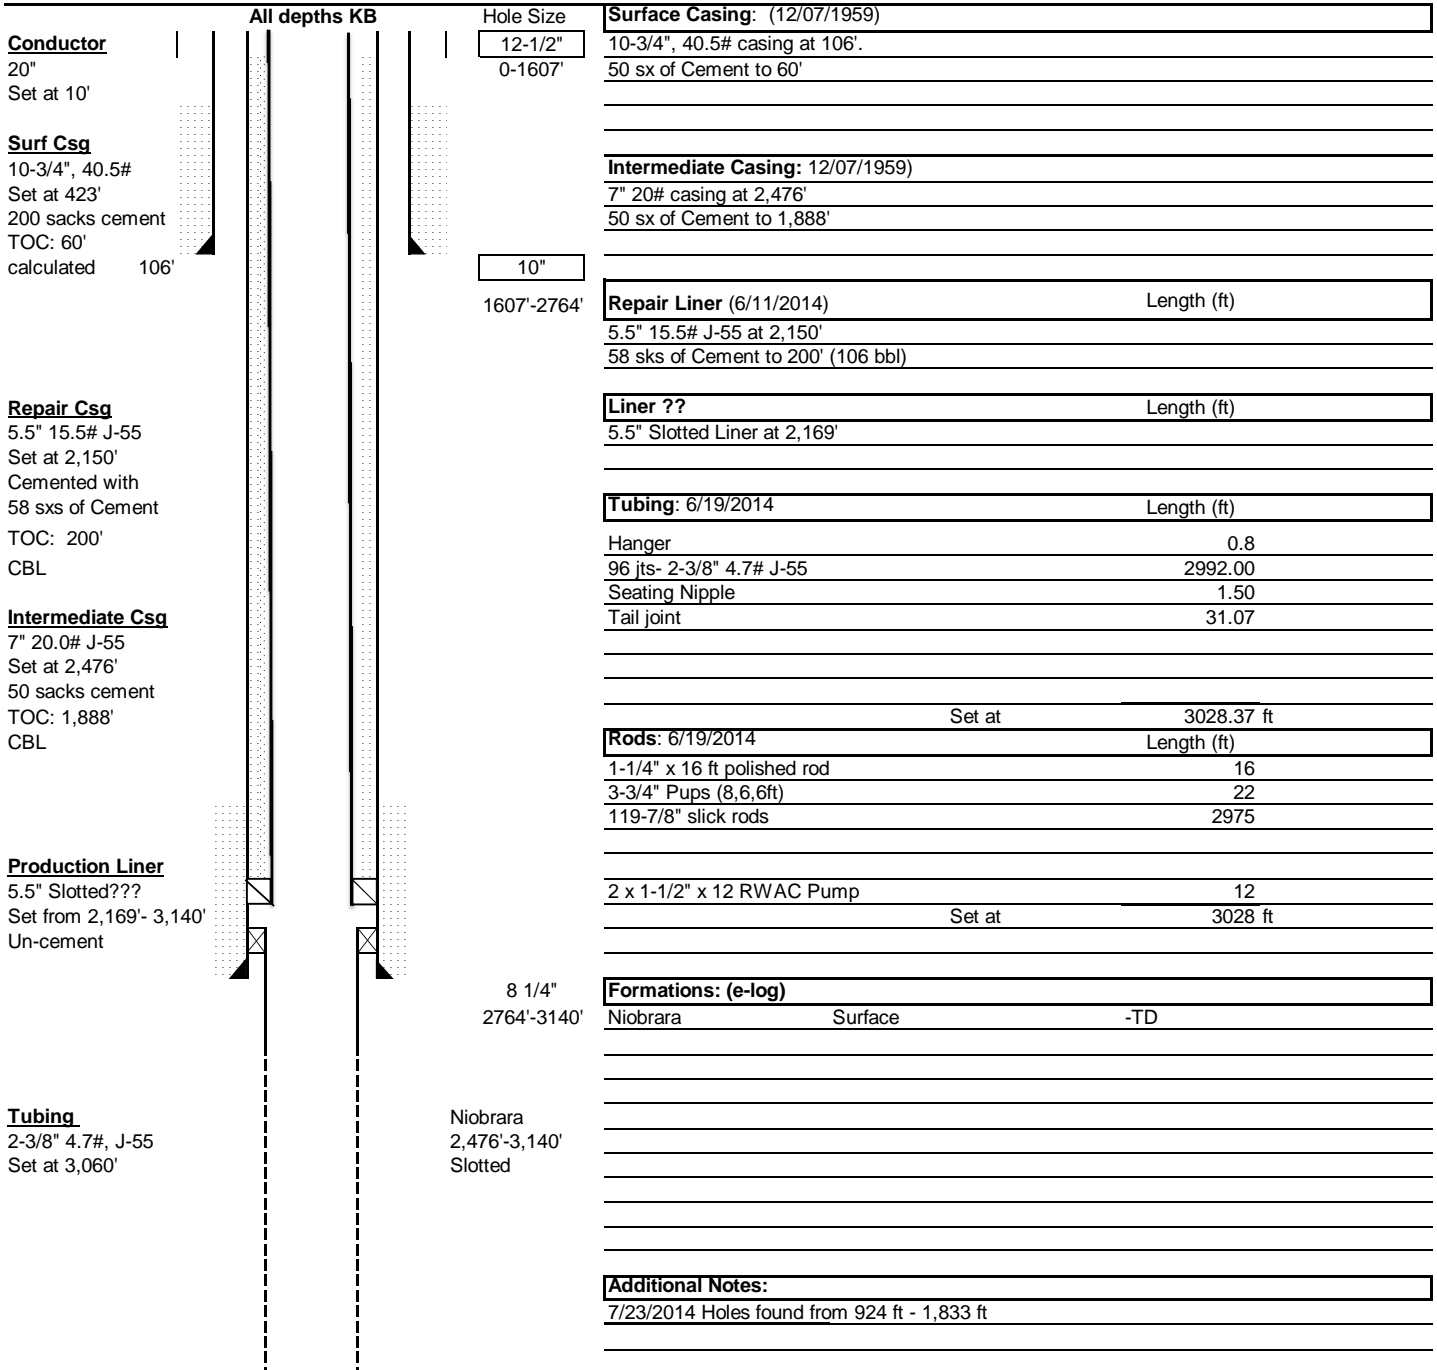 All depths KB
Hole Size
Conductor
20"
Set at 10'
12-1/2"
0-1607'
Surf Csg
10-3/4", 40.5#
Set at 423'
200 sacks cement
TOC: 60'
calculated 106'
10"
1607'-2764'
Repair Csg
5.5" 15.5# J-55
Set at 2,150'
Cemented with
58 sxs of Cement
TOC: 200'
CBL
Intermediate Csg
7" 20.0# J-55
Set at 2,476'
50 sacks cement
TOC: 1,888'
CBL
Production Liner
5.5" Slotted???
Set from 2,169'- 3,140'
Un-cement
8 1/4"
2764'-3140'
Tubing
2-3/8" 4.7#, J-55
Set at 3,060'
Niobrara
2,476'-3,140'
Slotted
Surface Casing: (12/07/1959)
10-3/4", 40.5# casing at 106'.
50 sx of Cement to 60'
Intermediate Casing: 12/07/1959)
7" 20# casing at 2,476'
50 sx of Cement to 1,888'
Repair Liner (6/11/2014) Length (ft)
5.5" 15.5# J-55 at 2,150'
58 sks of Cement to 200' (106 bbl)
Liner ?? Length (ft)
5.5" Slotted Liner at 2,169'
Tubing: 6/19/2014 Length (ft)
Hanger 0.8
96 jts- 2-3/8" 4.7# J-55 2992.00
Seating Nipple 1.50
Tail joint 31.07
Set at 3028.37 ft
Rods: 6/19/2014 Length (ft)
1-1/4" x 16 ft polished rod 16
3-3/4" Pups (8,6,6ft) 22
119-7/8" slick rods 2975
2 x 1-1/2" x 12 RWAC Pump 12
Set at 3028 ft
Formations: (e-log)
Niobrara Surface -TD
Additional Notes:
7/23/2014 Holes found from 924 ft - 1,833 ft